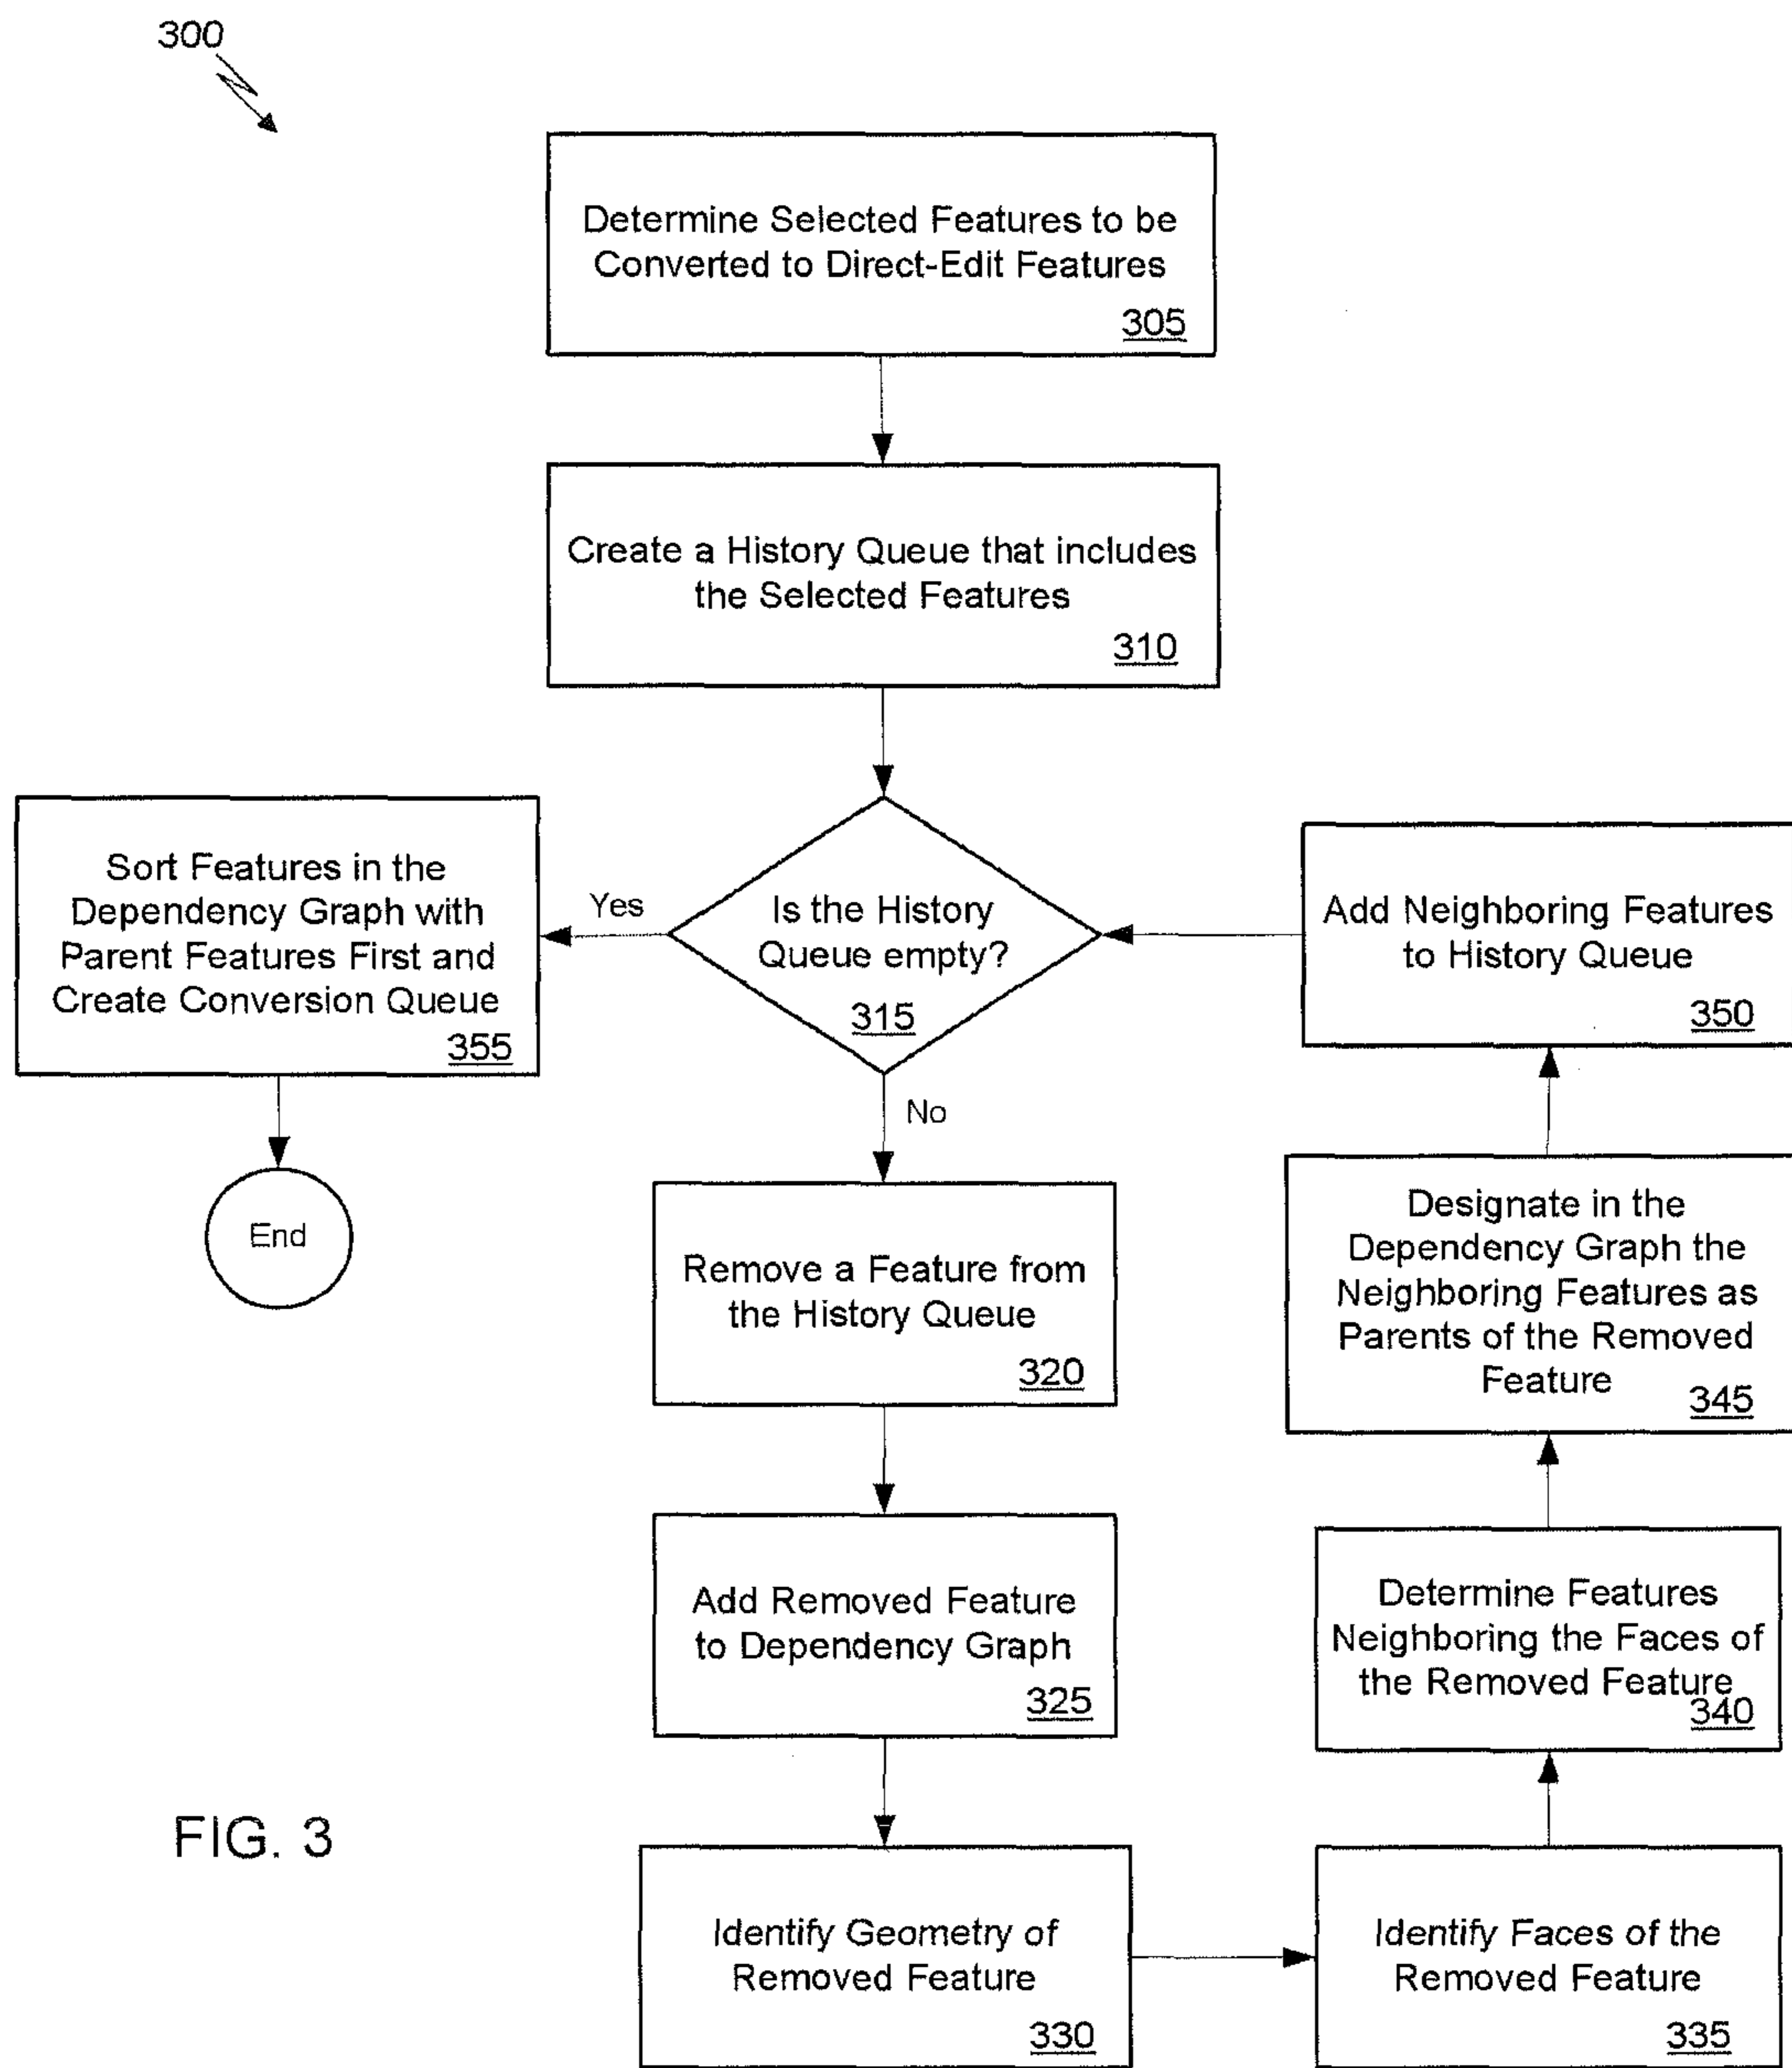 300
Determine Selected Features to be
Converted to Direct-Edit Features
305
Create a History Queue that includes
the Selected Features
310
Is the History
Queue empty?
315
Yes
No
Sort Features in the
Dependency Graph with
Parent Features First and
Create Conversion Queue
355
End
Remove a Feature from
the History Queue
320
Add Removed Feature
to Dependency Graph
325
Identify Geometry of
Removed Feature
330
Identify Faces of the
Removed Feature
335
Determine Features
Neighboring the Faces of
the Removed Feature
340
Designate in the
Dependency Graph the
Neighboring Features as
Parents of the Removed
Feature
345
Add Neighboring Features
to History Queue
350
FIG. 3